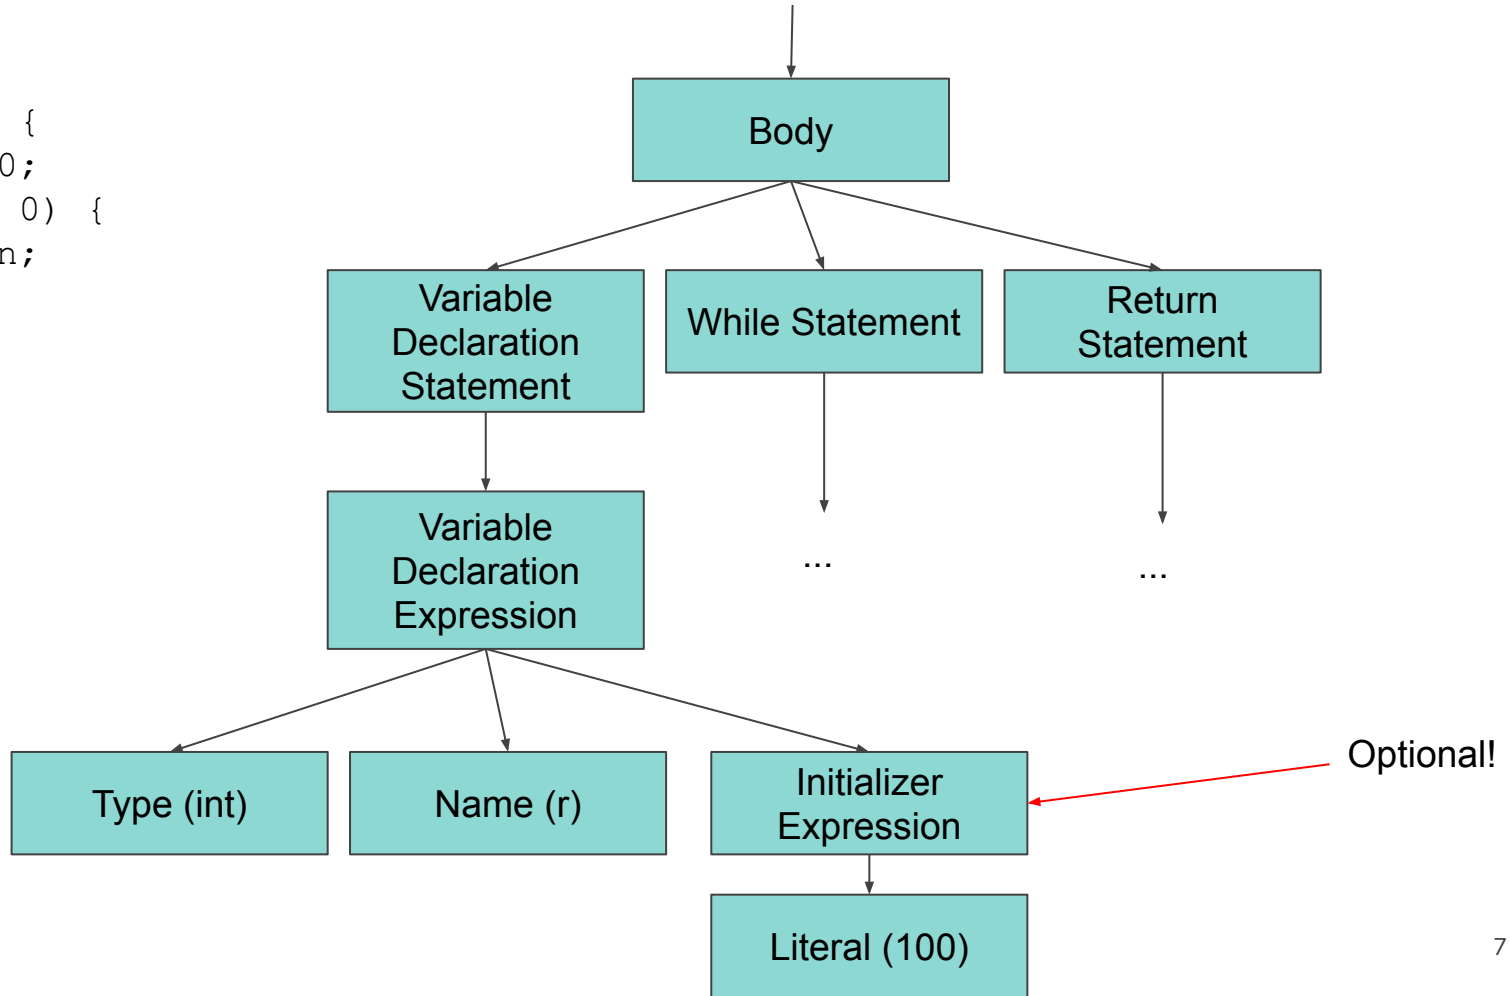 {
0;
0) {
n;
Body
Variable
Declaration
Statement
While Statement
Return
Statement
Variable
Declaration
Expression
...
...
Optional!
Type (int)
Name (r)
Initializer
Expression
Literal (100)
7